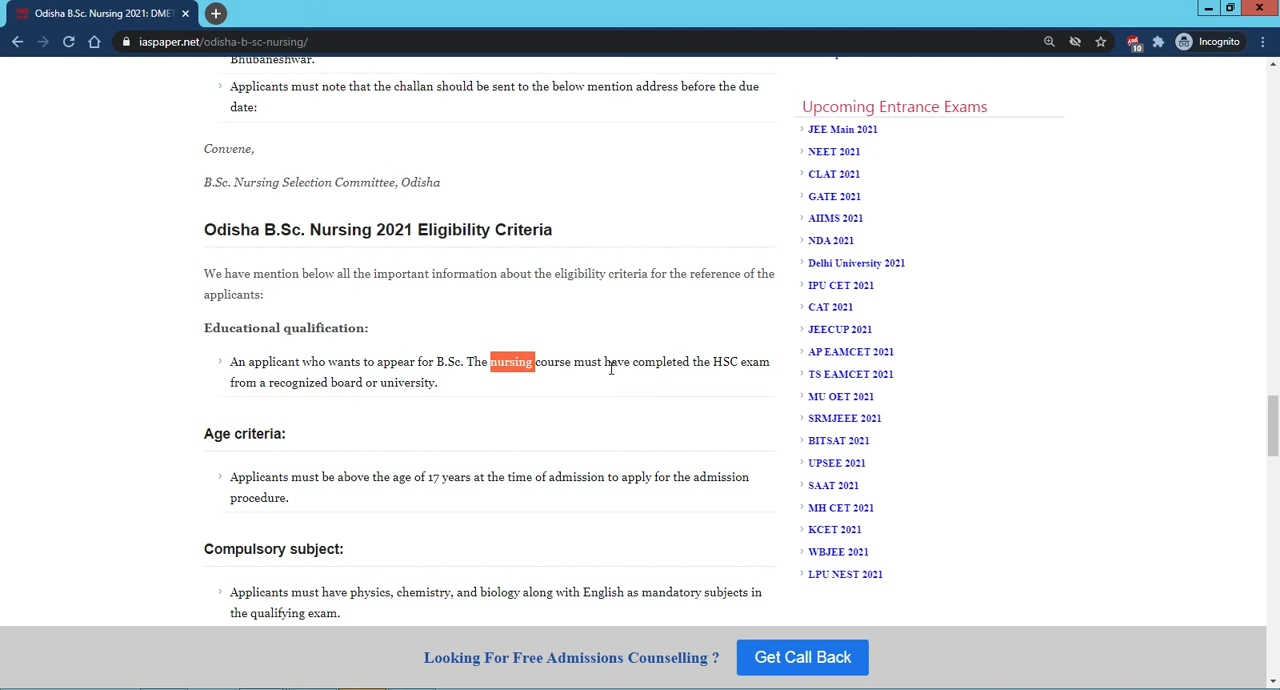 Odisha B.Sc. Nursing 2021: DMET
iaspaper.net/odisha-b-sc-nursing/
10
Incognito
Bhubaneshwar.
Applicants must note that the challan should be sent to the below mention address before the due
date:
Convene,
B.Sc. Nursing Selection Committee, Odisha
Odisha B.Sc. Nursing 2021 Eligibility Criteria
We have mention below all the important information about the eligibility criteria for the reference of the
applicants:
Educational qualification:
An applicant who wants to appear for B.Sc. The nursing course must have completed the HSC exam
from a recognized board or university.
Age criteria:
Applicants must be above the age of 17 years at the time of admission to apply for the admission
procedure.
Compulsory subject:
Applicants must have physics, chemistry, and biology along with English as mandatory subjects in
the qualifying exam.
Upcoming Entrance Exams
JEE Main 2021
NEET 2021
CLAT 2021
GATE 2021
AIIMS 2021
NDA 2021
Delhi University 2021
IPU CET 2021
CAT 2021
JEECUP 2021
AP EAMCET 2021
TS EAMCET 2021
MU OET 2021
SRMJEEE 2021
BITSAT 2021
UPSEE 2021
SAAT 2021
MH CET 2021
KCET 2021
WBJEE 2021
LPU NEST 2021
Looking For Free Admissions Counselling ?
Get Call Back